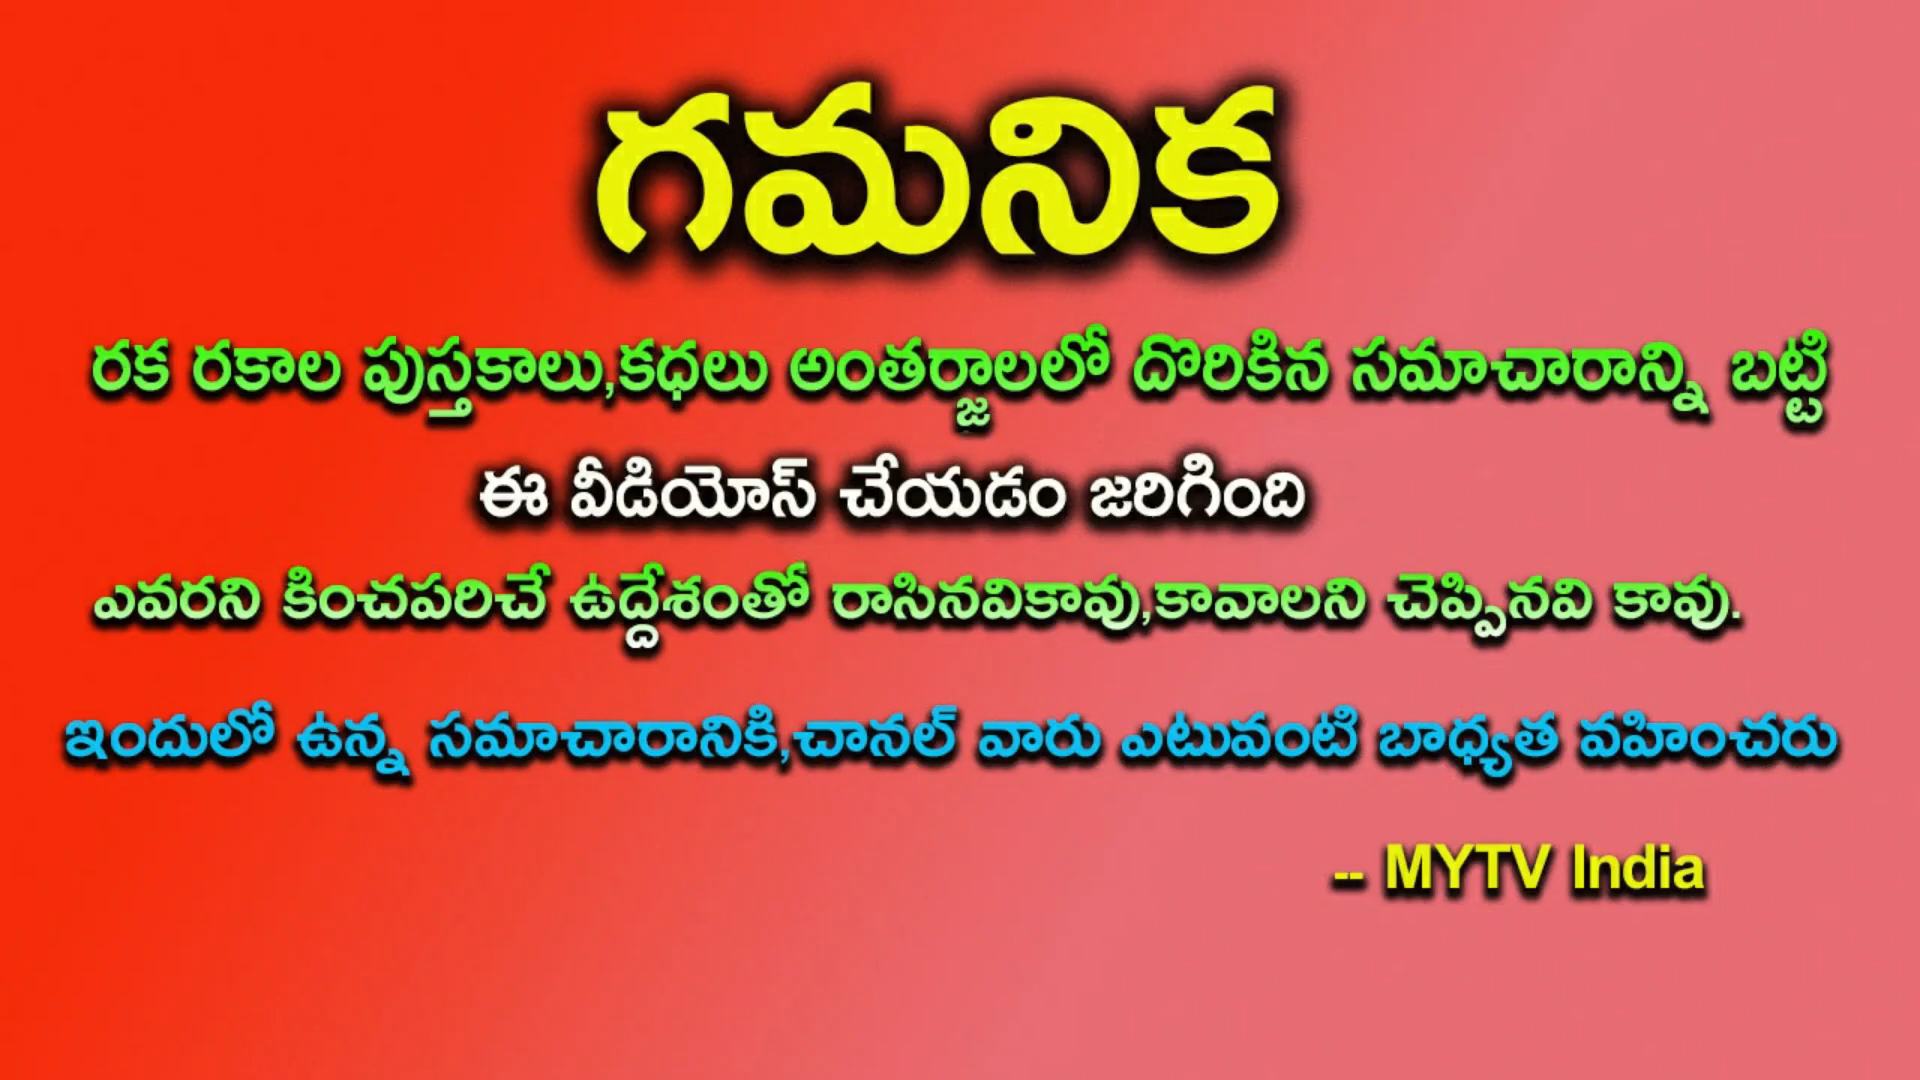 గమనిక
రక రకాల పుస్తకాలు,కధలు అంతర్జాలలో దొరికిన సమాచారాన్ని బట్టి
ఈ వీడియోస్ చేయడం జరిగింది
ఎవరని కించపరిచే ఉద్దేశంతో రాసినవికావు,కావాలని చెప్పినవి కావు.
ఇందులో ఉన్న సమాచారానికి,చానల్ వారు ఎటువంటి బాధ్యత వహించరు
-- MYTV India